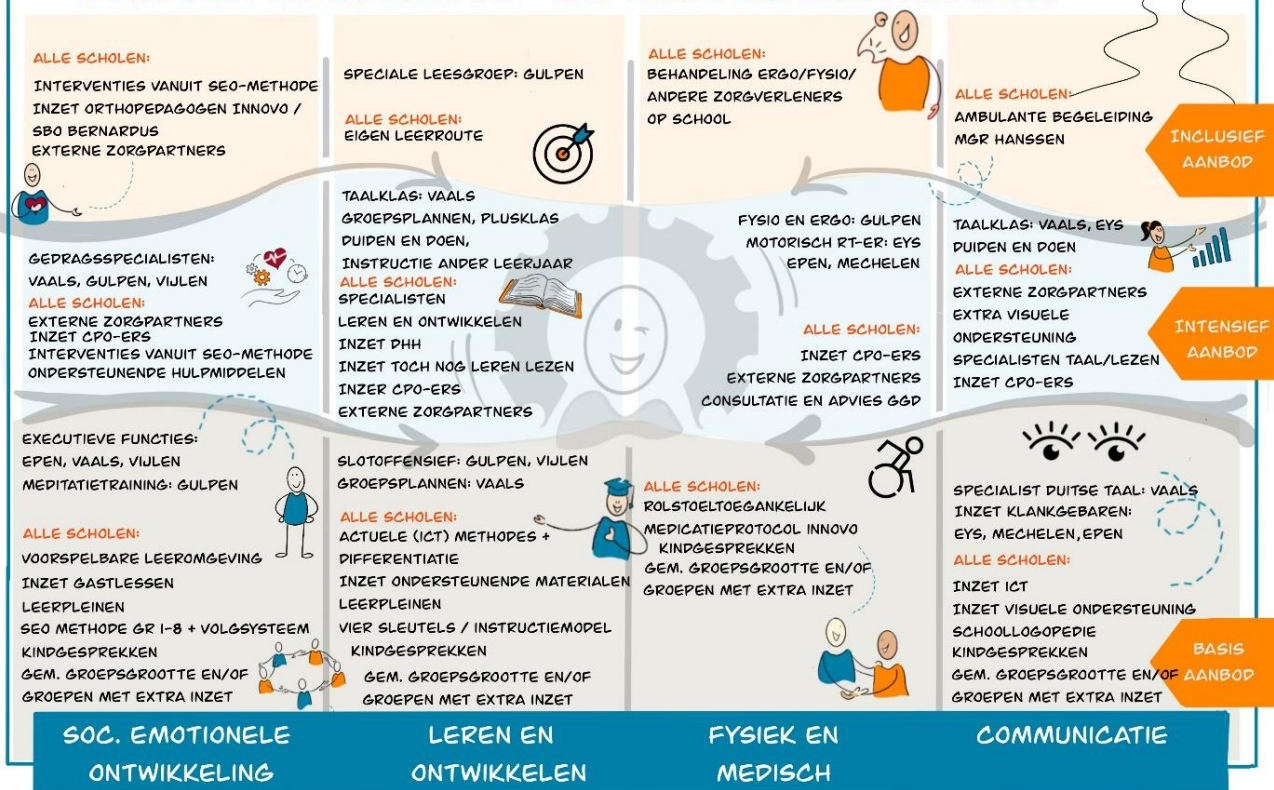 ALLE SCHOLEN:
INTERVENTIES VANUIT SEO-METHODE
INZET ORTHOPEDAGOGEN INNOVO /
SBO BERNARDUS
EXTERNE ZORGPARTNERS
SPECIALE LEESGROEP: GULPEN
ALLE SCHOLEN:
EIGEN LEERROUTE
ALLE SCHOLEN:
BEHANDELING ERGO/FYSIO/
ANDERE ZORGVERLENERS
OP SCHOOL
ALLE SCHOLEN:
AMBULANTE BEGELEIDING
MGR HANSSEN
INCLUSIEF
AANBOD
GEDRAGSSPECIALISTEN:
VAALS, GULPEN, VIJLEN
ALLE SCHOLEN:
EXTERNE ZORGPARTNERS
INZET CPO-ERS
INTERVENTIES VANUIT SEO-METHODE
ONDERSTEUNENDE HULPMIDDELEN
TAALKLAS: VAALS
GROEPSPLANNEN, PLUSKLAS
DUIDEN EN DOEN,
INSTRUCTIE ANDER LEERJAAR
ALLE SCHOLEN:
SPECIALISTEN
LEREN EN ONTWIKKELEN
INZET DHH
INZET TOCH NOG LEREN LEZEN
INZER CPO-ERS
EXTERNE ZORGPARTNERS
FYSIO EN ERGO: GULPEN
MOTORISCH RT-ER: EYS
EPEN, MECHELEN
ALLE SCHOLEN:
INZET CPO-ERS
EXTERNE ZORGPARTNERS
CONSULTATIE EN ADVIES GGD
TAALKLAS: VAALS, EYS
DUIDEN EN DOEN
ALLE SCHOLEN:
EXTERNE ZORGPARTNERS
EXTRA VISUELE
ONDERSTEUNING
SPECIALISTEN TAAL/LEZEN
INZET CPO-ERS
INTENSIEF
AANBOD
EXECUTIEVE FUNCTIES:
EPEN, VAALS, VIJLEN
MEDITATIETRAINING: GULPEN
ALLE SCHOLEN:
VOORSPELBARE LEEROMGEVING
INZET GASTLESSEN
LEERPLEINEN
SEO METHODE GR 1-8 + VOLGSYSTEEM
KINDGESPREKKEN
GEM. GROEPSGROOTTE EN/OF
GROEPEN MET EXTRA INZET
SLOTOFFENSIEF: GULPEN, VIJLEN
GROEPSPLANNEN: VAALS
ALLE SCHOLEN:
ACTUELE (ICT) METHODES +
DIFFERENTIATIE
INZET ONDERSTEUNENDE MATERIALEN
LEERPLEINEN
VIER SLEUTELS / INSTRUCTIEMODEL
KINDGESPREKKEN
GEM. GROEPSGROOTTE EN/OF
GROEPEN MET EXTRA INZET
ALLE SCHOLEN:
ROLSTOELTOEGANKELIJK
MEDICATIEPROTOCOL INNOVO
KINDGESPREKKEN
GEM. GROEPSGROOTTE EN/OF
GROEPEN MET EXTRA INZET
SPECIALIST DUITSE TAAL: VAALS
INZET KLANKGEBAREN:
EYS, MECHELEN, EPEN
ALLE SCHOLEN:
INZET ICT
INZET VISUELE ONDERSTEUNING
SCHOOLLOGOPEDIE
KINDGESPREKKEN
GEM. GROEPSGROOTTE EN/OF
GROEPEN MET EXTRA INZET
BASIS
AANBOD
SOC. EMOTIONELE
ONTWIKKELING
LEREN EN
ONTWIKKELEN
FYSIEK EN
MEDISCH
COMMUNICATIE